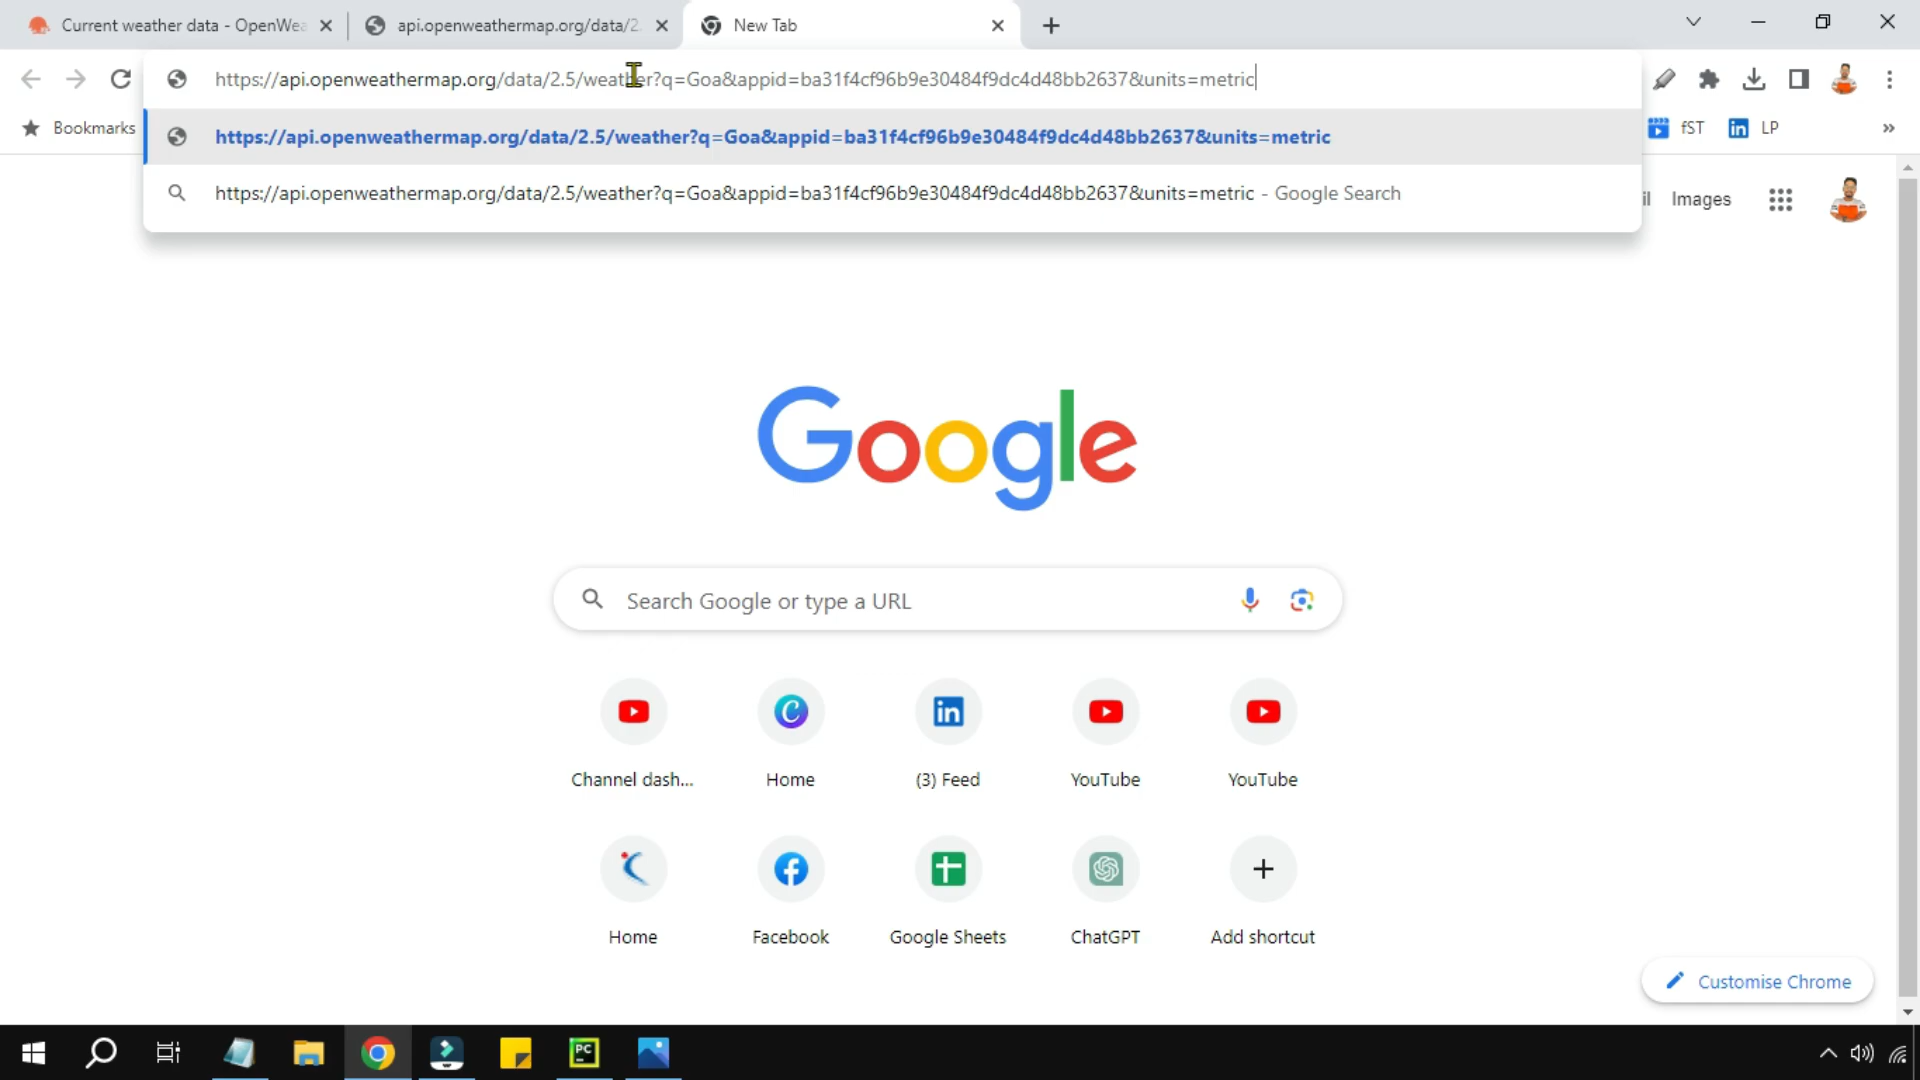 Current weather data - OpenWea
api.openweathermap.org/data/2.
New Tab
https://api.openweathermap.org/data/2.5/weather?q=Goa&appid=ba31f4cf96b9e30484f9dc4d48bb2637&units=metric
Bookmarks
https://api.openweathermap.org/data/2.5/weather?q=Goa&appid=ba31f4cf96b9e30484f9dc4d48bb2637&units=metric
fST
LP
»
https://api.openweathermap.org/data/2.5/weather?q=Goa&appid=ba31f4cf96b9e30484f9dc4d48bb2637&units=metric - Google Search
il
Images
Google
Search Google or type a URL
Channel dash...
Home
(3) Feed
YouTube
YouTube
Home
Facebook
Google Sheets
ChatGPT
Add shortcut
Customise Chrome
PC